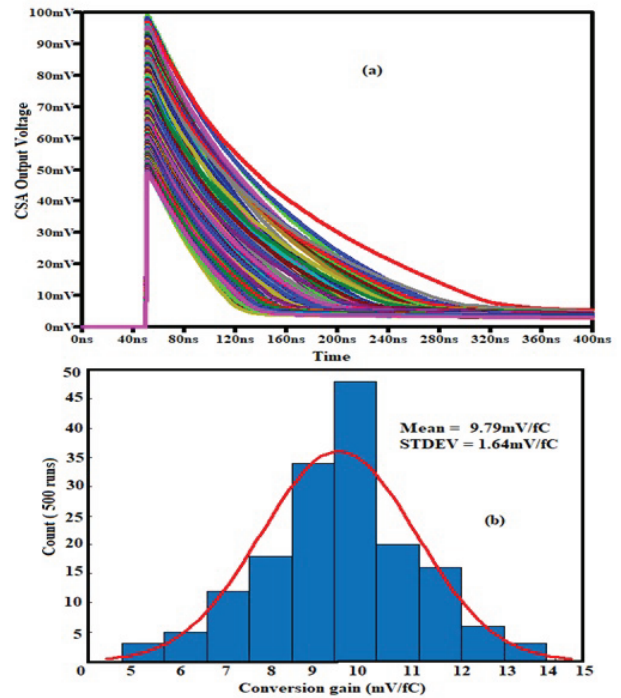 100mV
90mV
80mV
70mV
60mV
50mV
40mV
30mV
20mV
10mV
0mV
CSA Output Voltage
(a)
0ns 40ns 80ns 120ns 160ns 200ns 240ns 280ns 320ns 360ns 400ns
Time
50
45
35
30
25
20
15
10
5
Count ( 500 runs)
Mean = 9.79mV/fC
STDEV = 1.64mV/fC
(b)
0 5 6 7 8 9 10 11 12 13 14 15
Conversion gain (mV/fC)